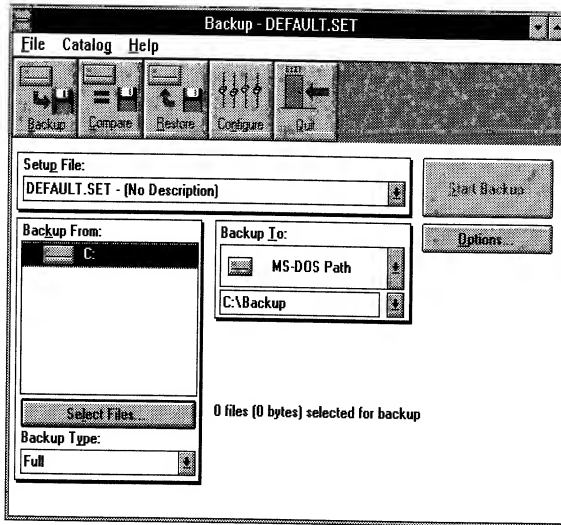 Backup - DEFAULT.SET
File Catalog Help
Backup Compare Restore Configure EXIT Quit
Setup File:
DEFAULT.SET - (No Description)
Start Backup
Backup From:
Backup To:
Options...
C:
MS-DOS Path
C:\Backup
Select Files...
0 files (0 bytes) selected for backup
Backup Type:
Full